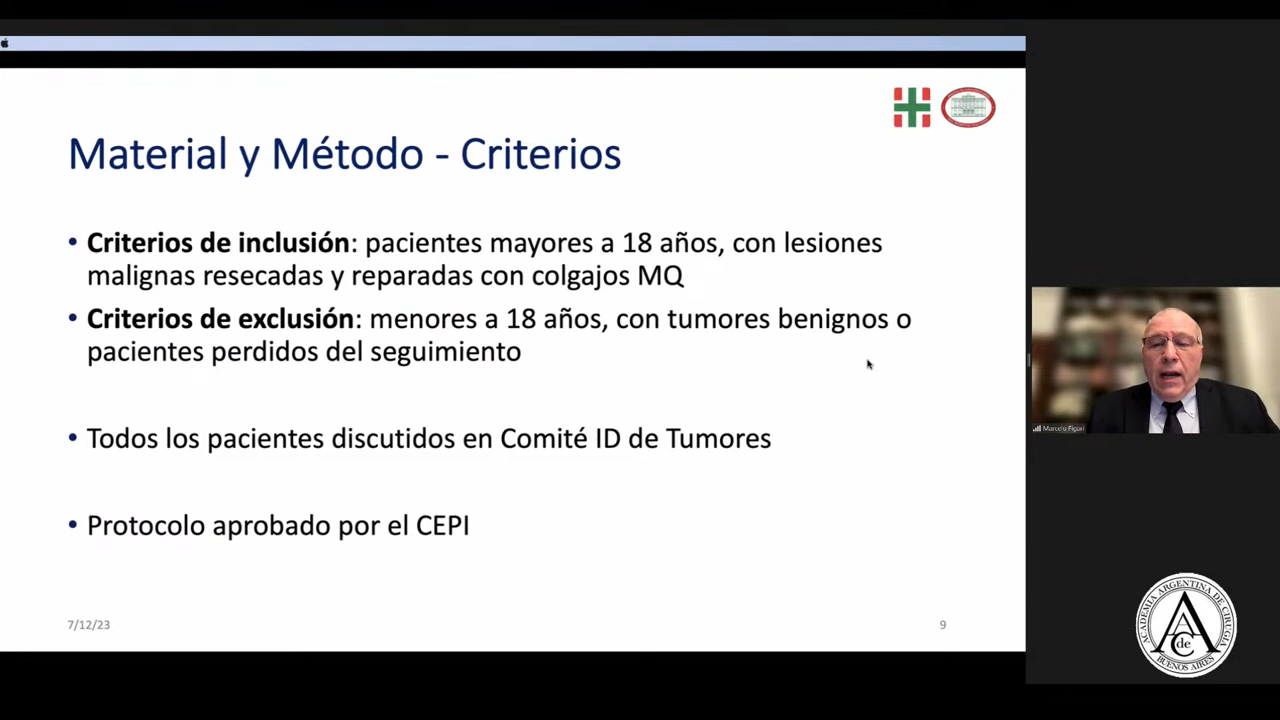 Material y Método - Criterios
• Criterios de inclusión: pacientes mayores a 18 años, con lesiones
malignas resecadas y reparadas con colgajos MQ
• Criterios de exclusión: menores a 18 años, con tumores benignos o
pacientes perdidos del seguimiento
• Todos los pacientes discutidos en Comité ID de Tumores
• Protocolo aprobado por el CEPI
7/12/23
9
Marcelo Figari
ACADEMIA ARGENTINA DE CIRUGIA
A de C
BUENOS AIRES